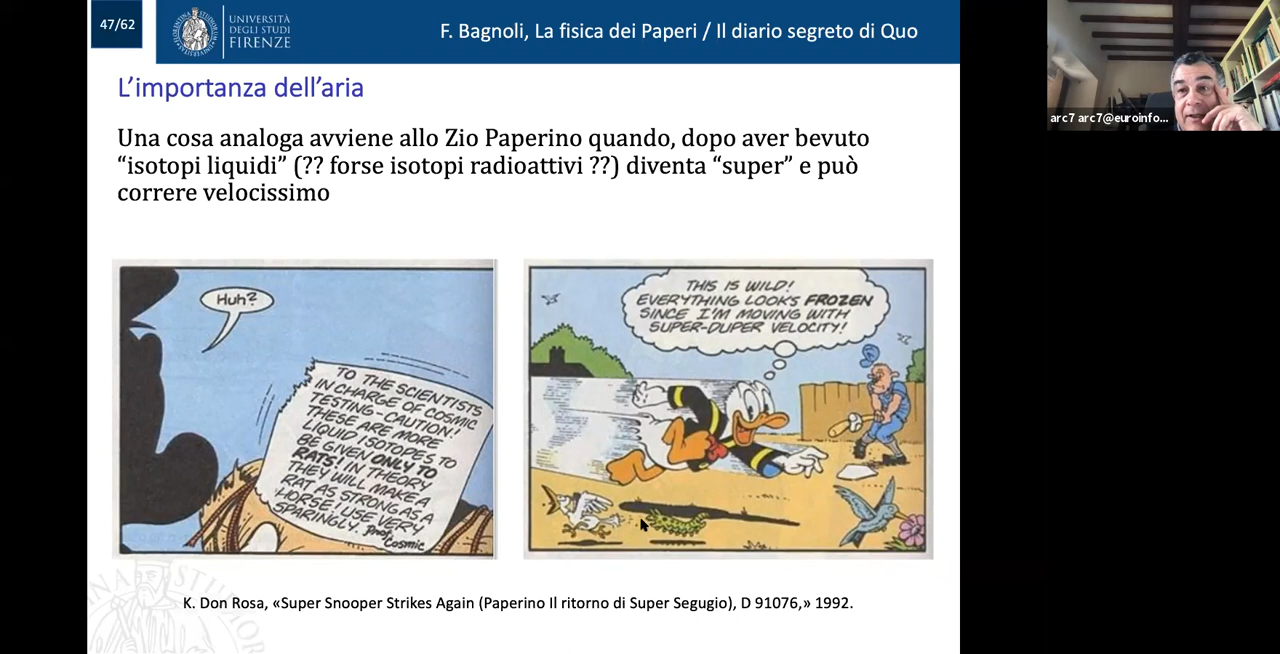 47/62
UNIVERSITÀ
DEGLI STUDI
FIRENZE
F. Bagnoli, La fisica dei Paperi / Il diario segreto di Quo
L’importanza dell’aria
Una cosa analoga avviene allo Zio Paperino quando, dopo aver bevuto
“isotopi liquidi” (?? forse isotopi radioattivi ??) diventa “super” e può
correre velocissimo
Huh?
TO THE SCIENTISTS
IN CHARGE OF COSMIC
TESTING-CAUTION!
THESE ARE MORE
LIQUID ISOTOPES TO
BE GIVEN ONLY TO
RATS! IN THEORY
THEY WILL MAKE A
RAT AS STRONG AS A
HORSE! USE VERY
SPARINGLY.
Prof.
Cosmic
THIS IS WILD!
EVERYTHING LOOKS FROZEN
SINCE I'M MOVING WITH
SUPER-DUPER VELOCITY!
K. Don Rosa, «Super Snooper Strikes Again (Paperino Il ritorno di Super Segugio), D 91076,» 1992.
arc7 arc7@euroinfo...